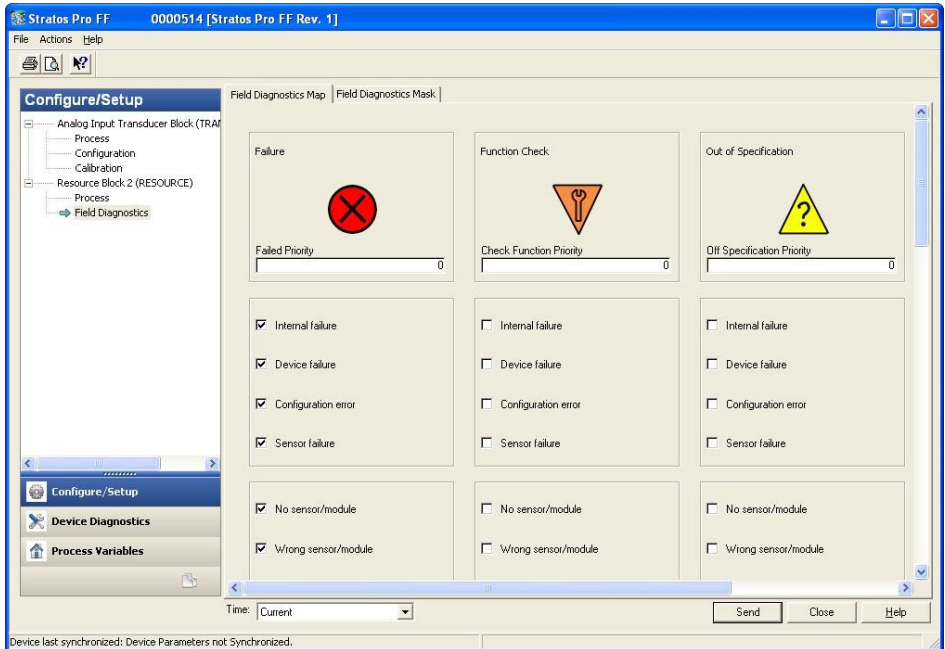 Stratos Pro FF 0000514 [Stratos Pro FF Rev. 1]
File Actions Help
Configure/Setup
Analog Input Transducer Block (TRAN
Process
Configuration
Calibration
Resource Block 2 (RESOURCE)
Process
Field Diagnostics
Configure/Setup
Device Diagnostics
Process Variables
Field Diagnostics Map Field Diagnostics Mask
Failure Function Check Out of Specification
?
Failed Priority Check Function Priority Off Specification Priority
0 0 0
Internal failure Internal failure Internal failure
Device failure Device failure Device failure
Configuration error Configuration error Configuration error
Sensor failure Sensor failure Sensor failure
No sensor/module No sensor/module No sensor/module
Wrong sensor/module Wrong sensor/module Wrong sensor/module
Time: Current Send Close Help
Device last synchronized: Device Parameters not Synchronized.